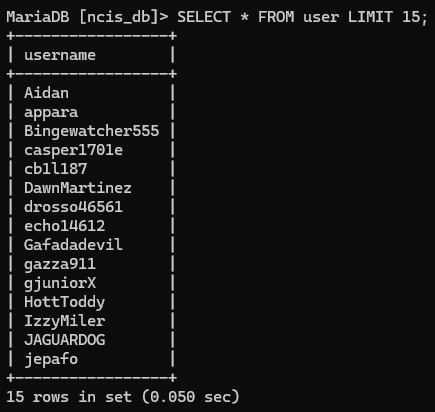 MariaDB [ncis_db]> SELECT * FROM user LIMIT 15;
+-----------------+
| username        |
+-----------------+
| Aidan           |
| appara          |
| Bingewatcher555 |
| casper1701e     |
| cb1l187         |
| DawnMartinez    |
| drosso46561     |
| echo14612       |
| Gafadadevil     |
| gazza911        |
| gjuniorX        |
| HottToddy       |
| IzzyMiler       |
| JAGUARDOG       |
| jepafo          |
+-----------------+
15 rows in set (0.050 sec)